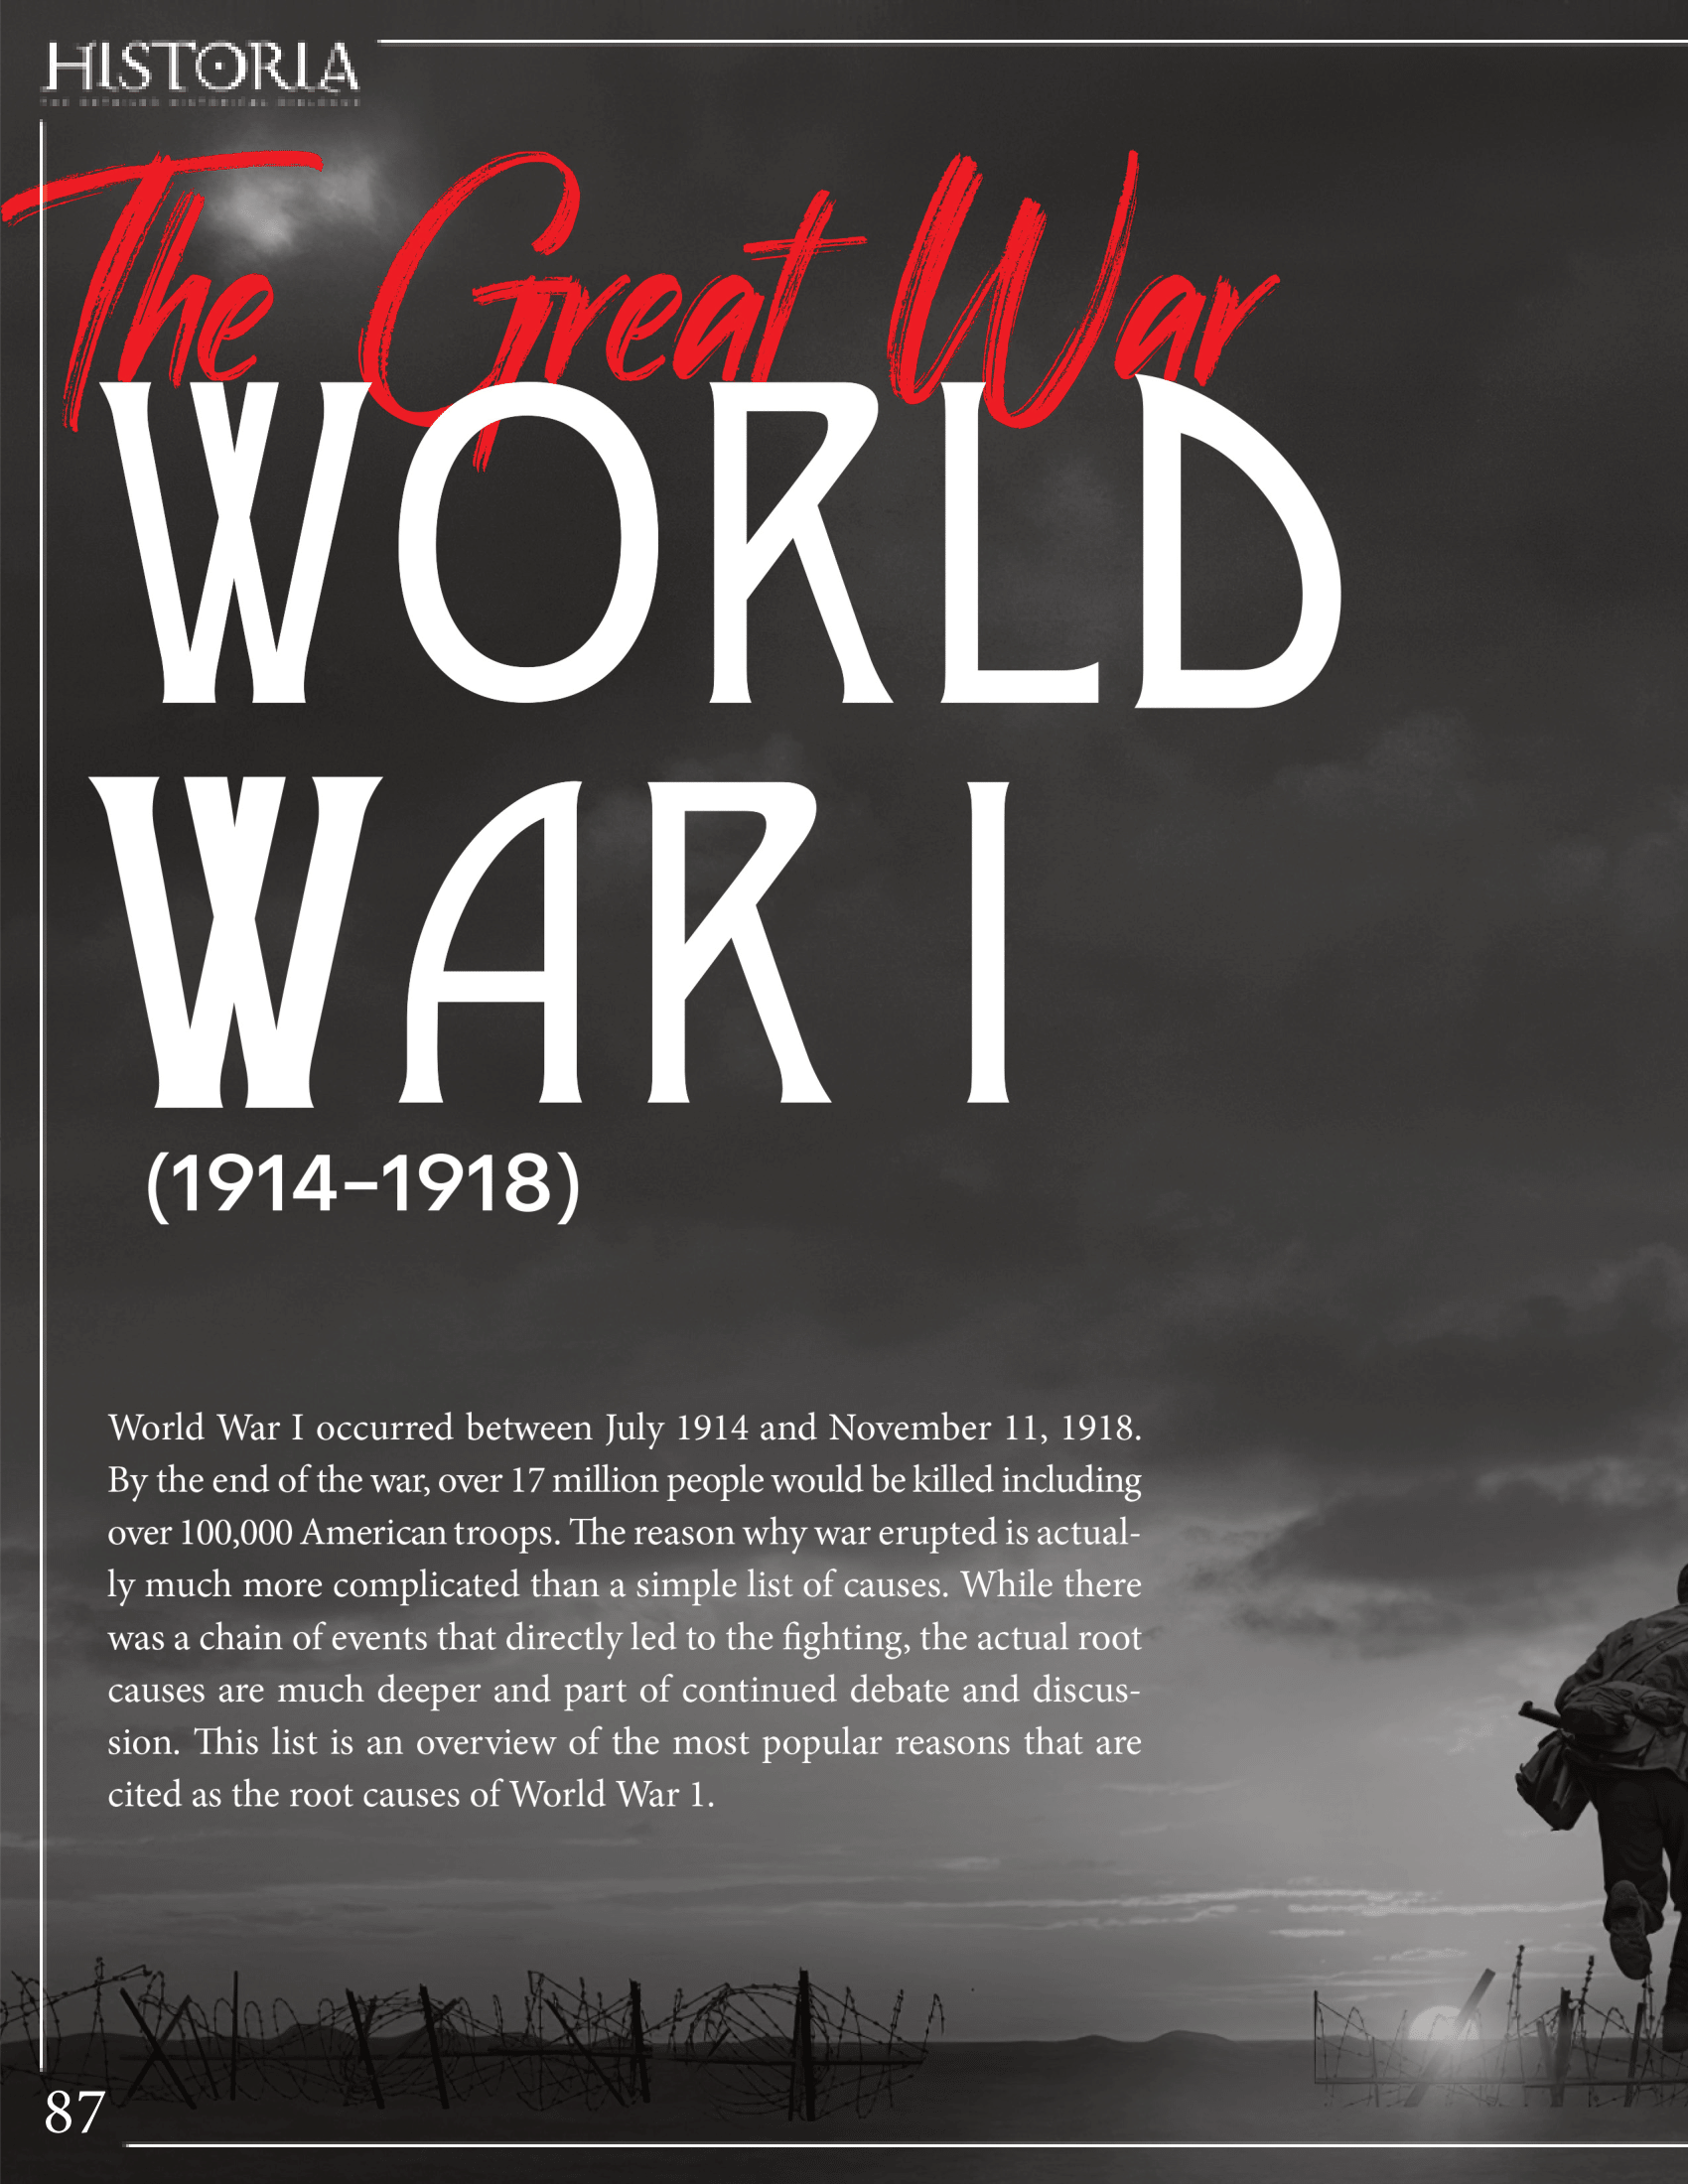 HISTORIA
The Great War
WORLD
WAR I
(1914-1918)
World War I occurred between July 1914 and November 11, 1918.
By the end of the war, over 17 million people would be killed including
over 100,000 American troops. The reason why war erupted is actual-
ly much more complicated than a simple list of causes. While there
was a chain of events that directly led to the fighting, the actual root
causes are much deeper and part of continued debate and discus-
sion. This list is an overview of the most popular reasons that are
cited as the root causes of World War 1.
87